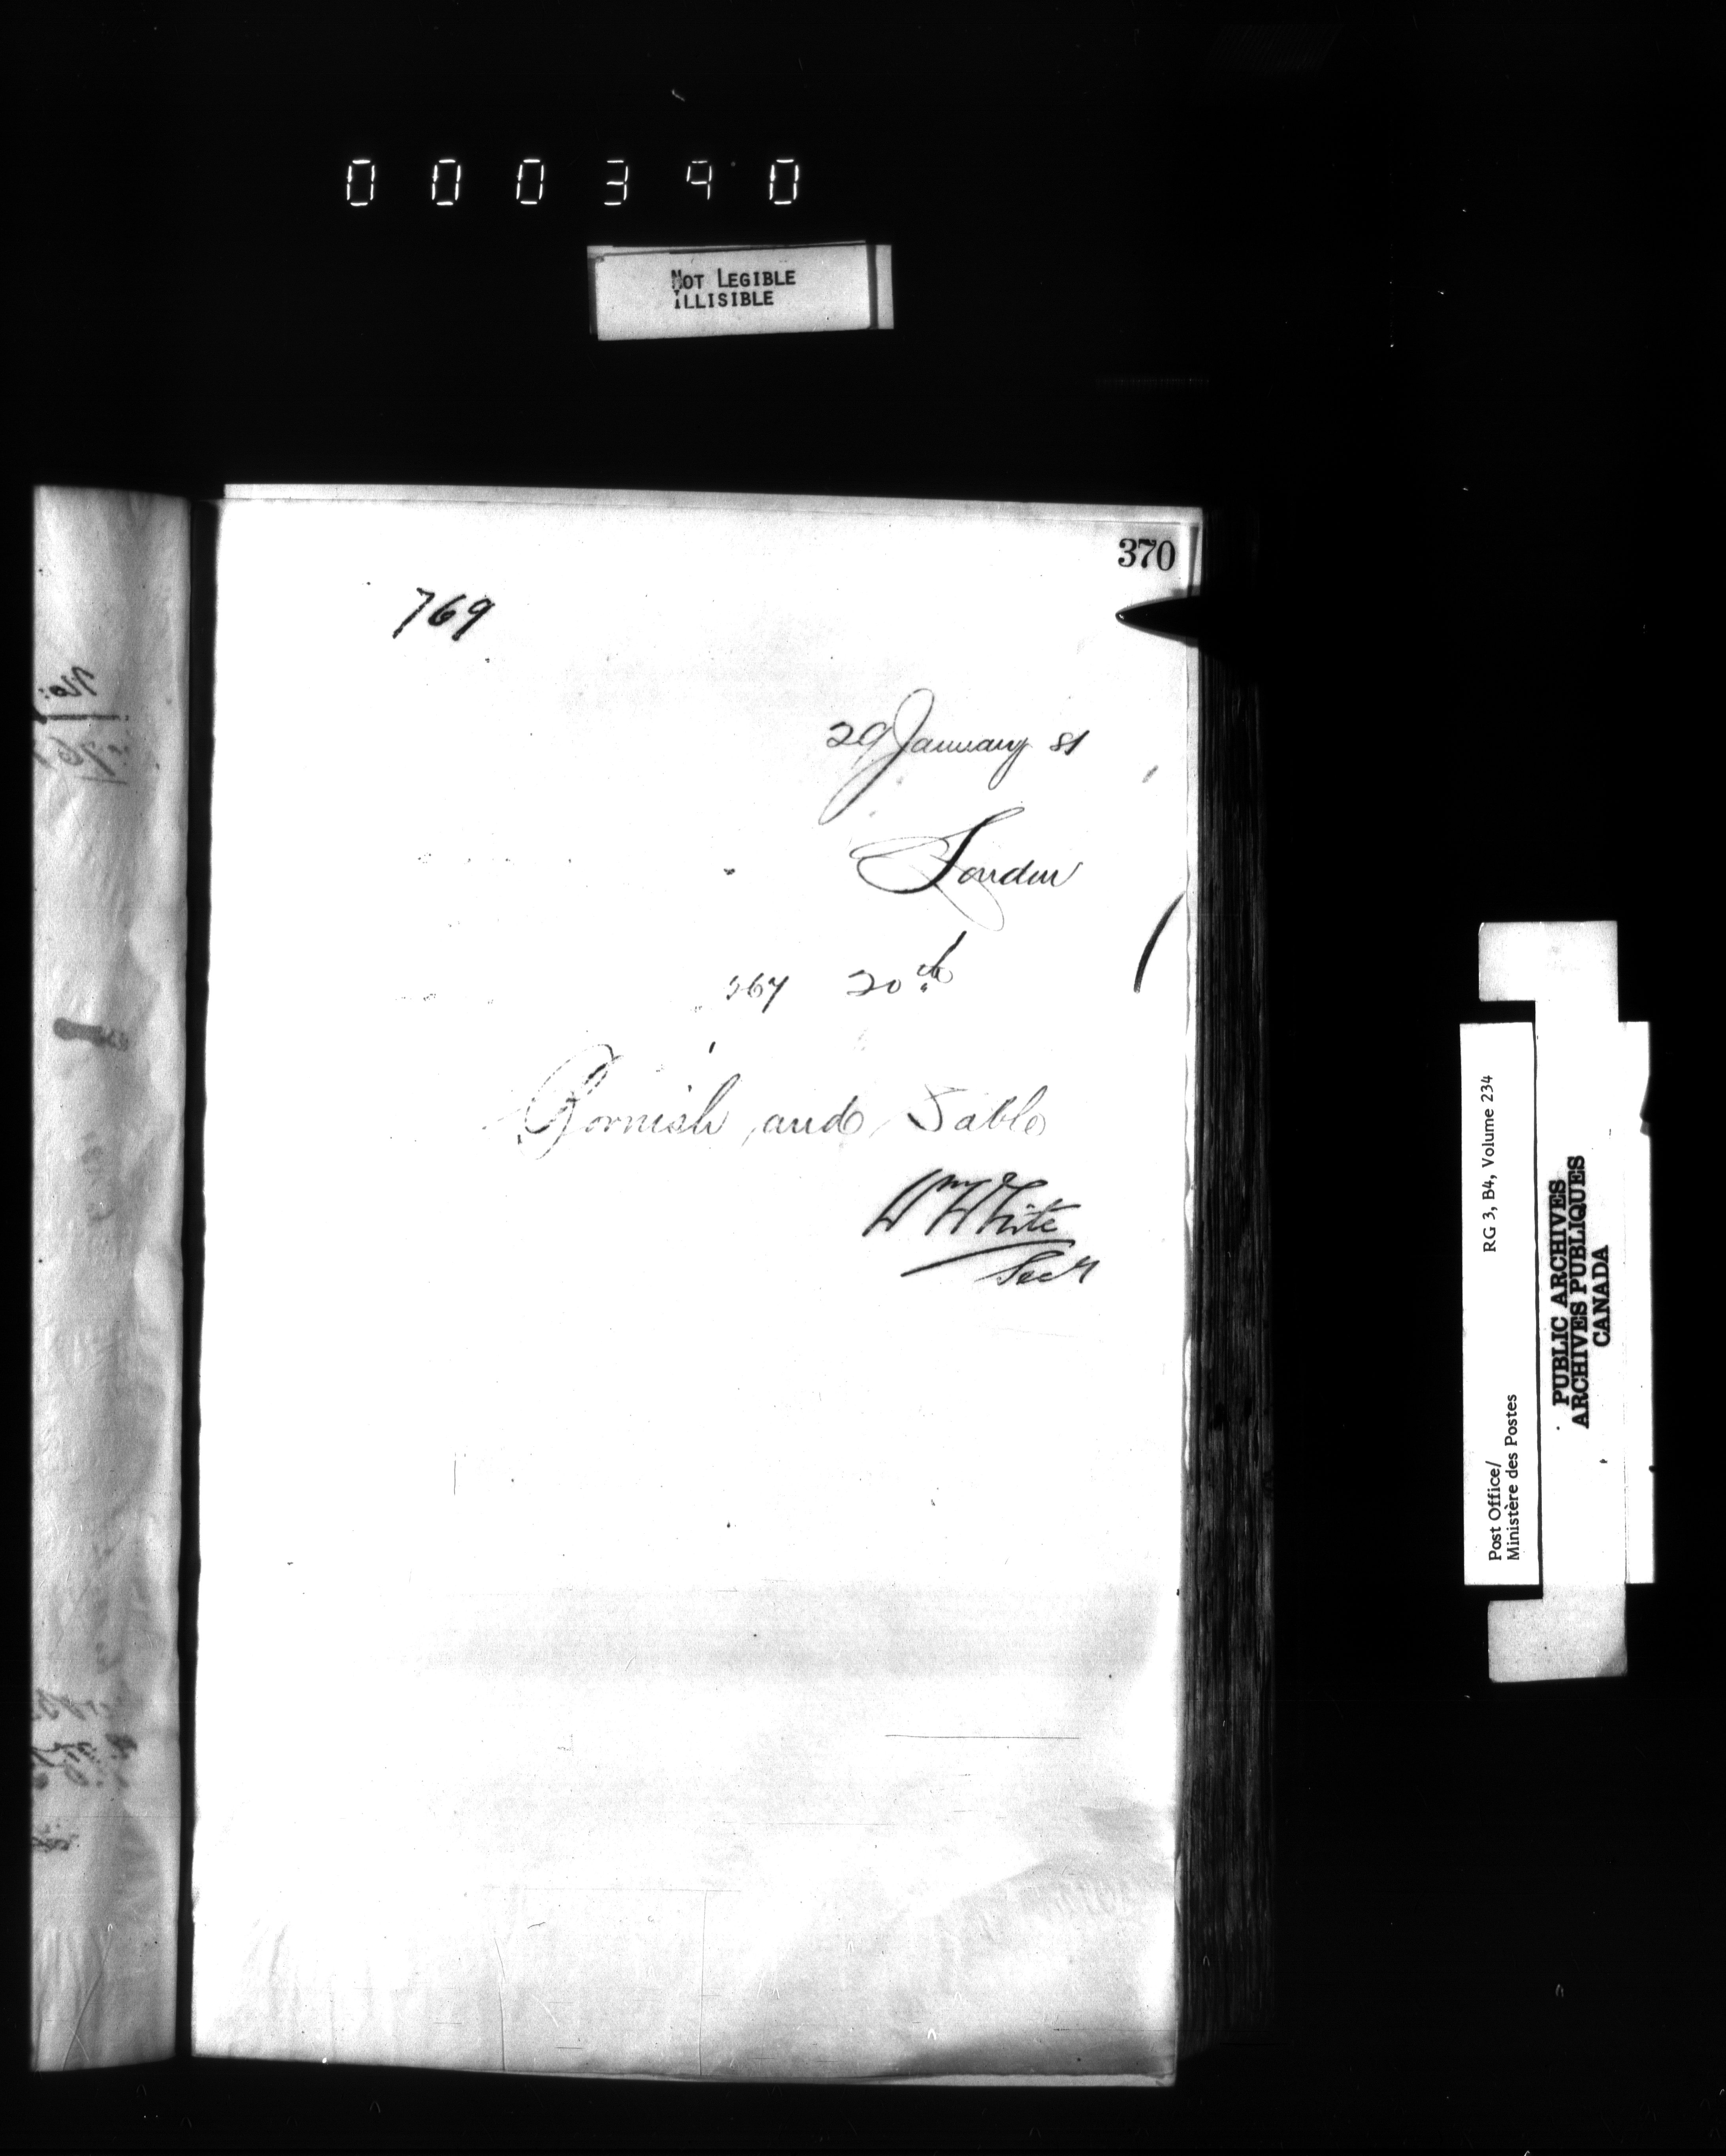 000390
NOT LEGIBLE
ILLISIBLE
370
769
29 January 81
London
567 20th
Cornish and Table
Wm White
Secy
Post Office/ RG 3, B4, Volume 234
Ministère des Postes
PUBLIC ARCHIVES
ARCHIVES PUBLIQUES
CANADA